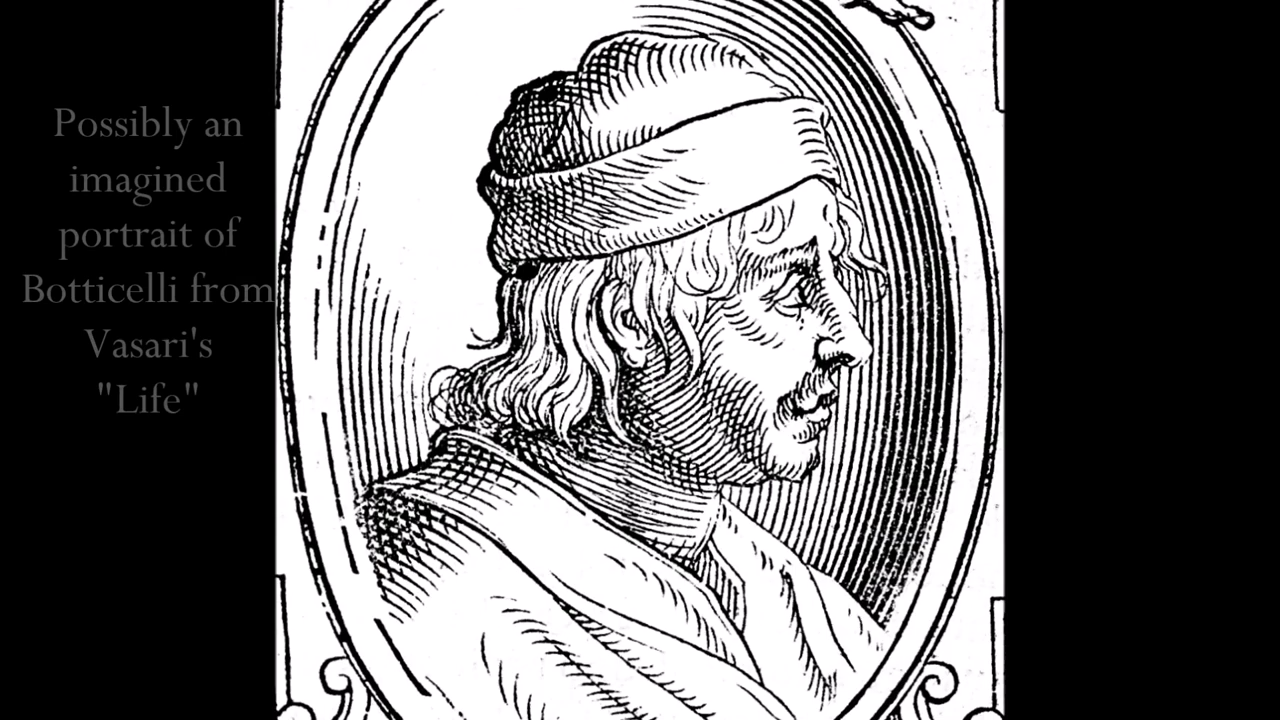 Possibly an
imagined
portrait of
Botticelli from
Vasari's
"Life"